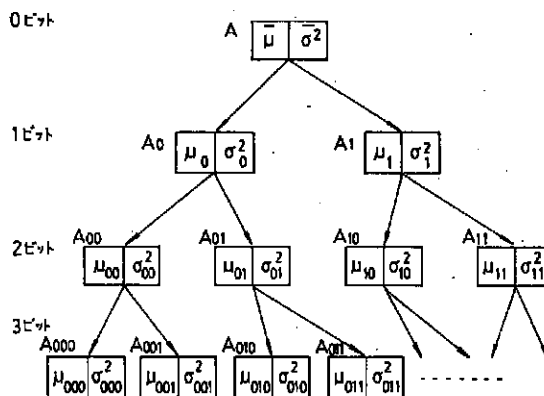 0ビット
A
μ̄ σ̄²
1ビット
A0 A1
μ₀ σ₀² μ₁ σ₁²
2ビット
A00 A01 A10 A11
μ₀₀ σ₀₀² μ₀₁ σ₀₁² μ₁₀ σ₁₀² μ₁₁ σ₁₁²
3ビット
A000 A001 A010 A011
μ₀₀₀ σ₀₀₀² μ₀₀₁ σ₀₀₁² μ₀₁₀ σ₀₁₀² μ₀₁₁ σ₀₁₁²